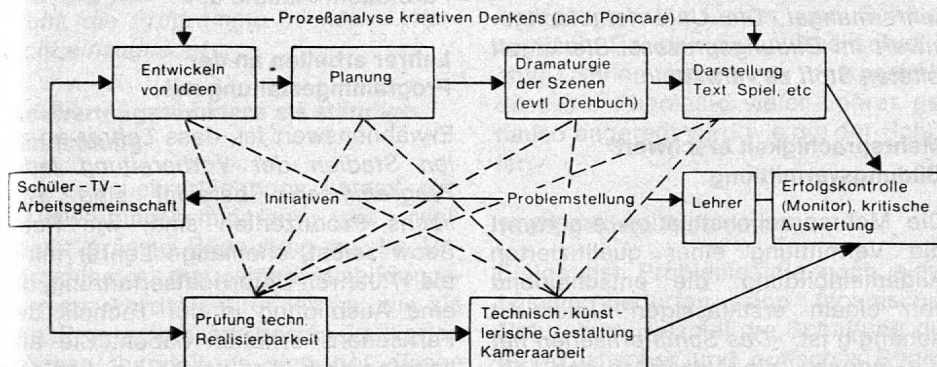 Prozeßanalyse kreativen Denkens (nach Poincaré)
Entwickeln
von Ideen
Planung
Dramaturgie
der Szenen
(evtl Drehbuch)
Darstellung
Text. Spiel, etc
Schüler-TV-
Arbeitsgemeinschaft
Initiativen
Problemstellung
Lehrer
Erfolgskontrolle
(Monitor), kritische
Auswertung
Prüfung techn.
Realisierbarkeit
Technisch-künst-
lerische Gestaltung
Kameraarbeit